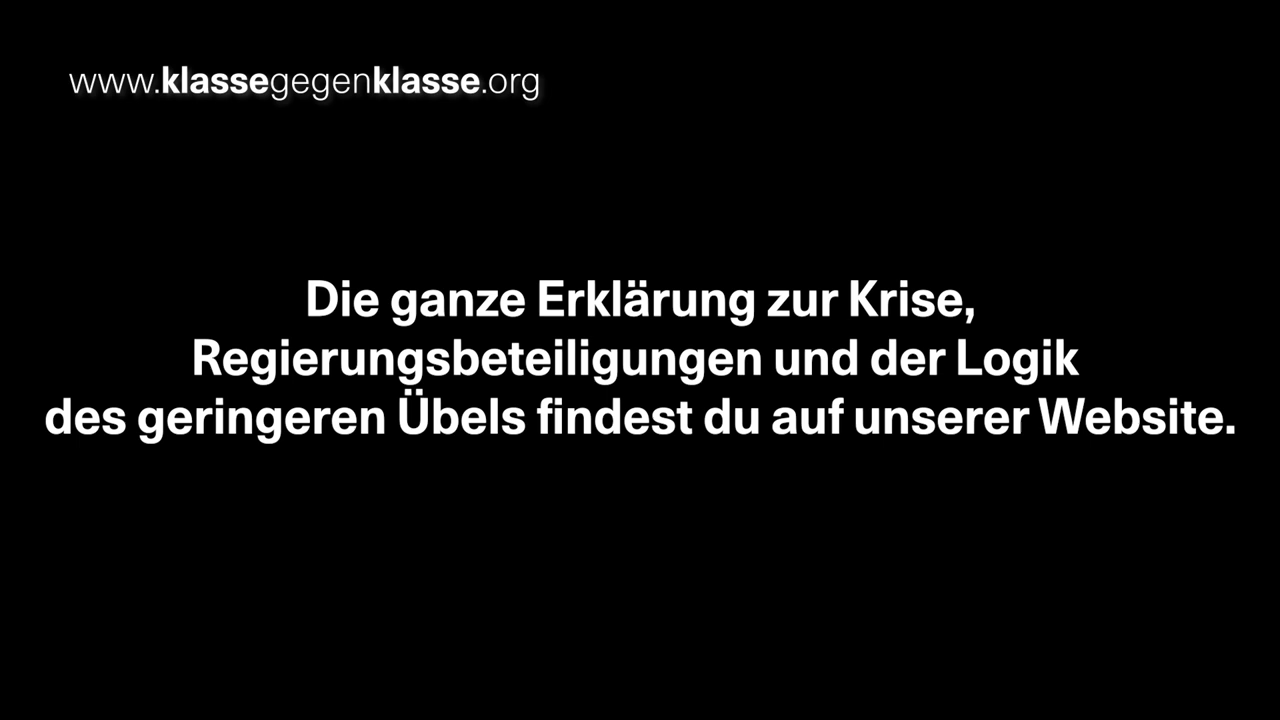 www.klassegegenklasse.org
Die ganze Erklärung zur Krise,
Regierungsbeteiligungen und der Logik
des geringeren Übels findest du auf unserer Website.